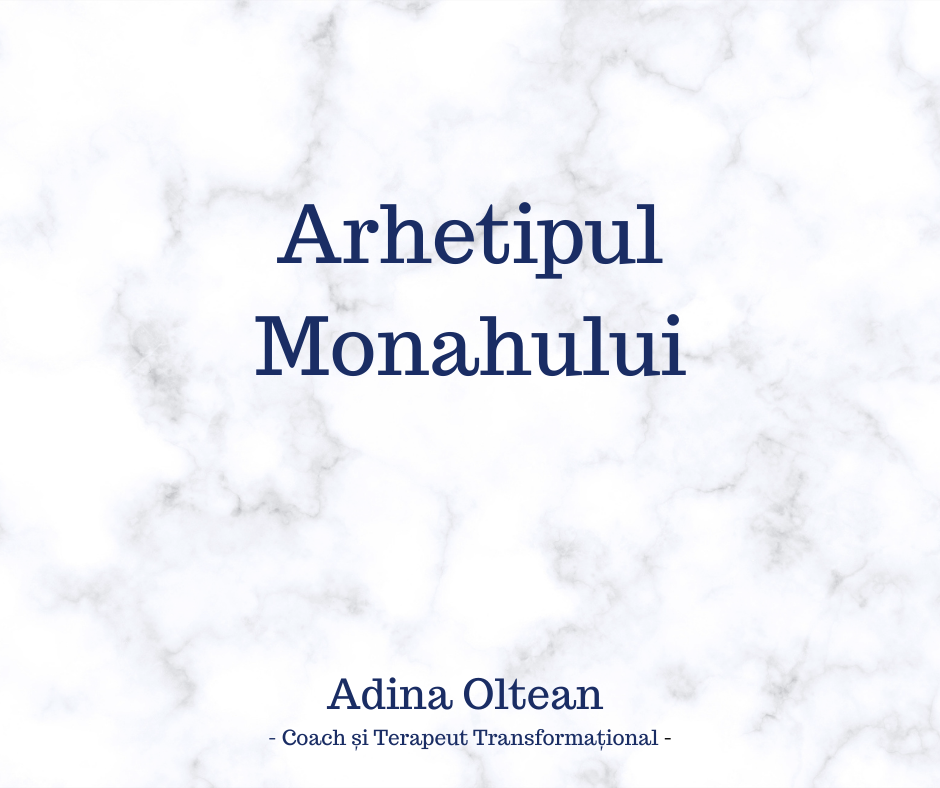 Arhetipul
Monahului
Adina Oltean
- Coach și Terapeut Transformațional -